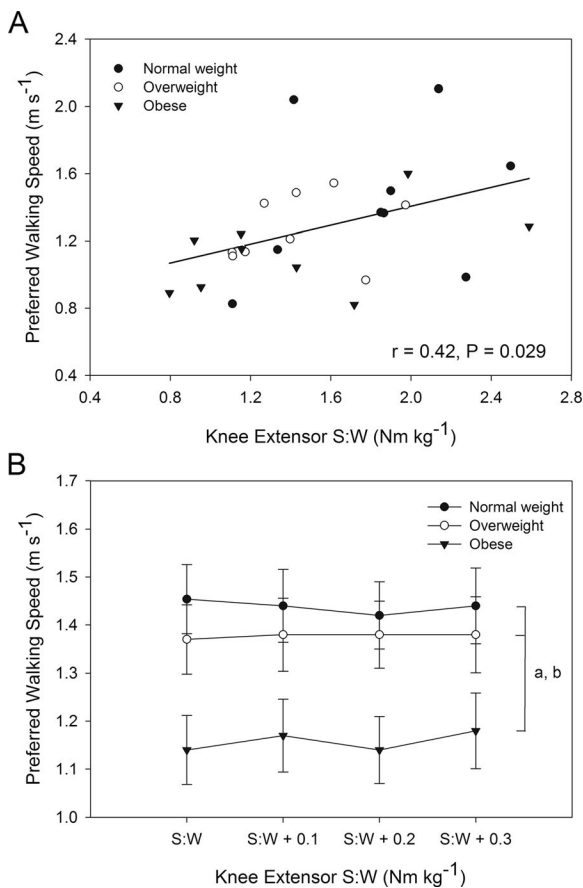 A
Preferred Walking Speed (m s⁻¹)
2.4
2.0
1.6
1.2
0.8
0.4
Normal weight
Overweight
Obese
r = 0.42, P = 0.029
0.4 0.8 1.2 1.6 2.0 2.4 2.8
Knee Extensor S:W (Nm kg⁻¹)
B
Preferred Walking Speed (m s⁻¹)
1.7
1.6
1.5
1.4
1.3
1.2
1.1
1.0
Normal weight
Overweight
Obese
a, b
S:W S:W + 0.1 S:W + 0.2 S:W + 0.3
Knee Extensor S:W (Nm kg⁻¹)